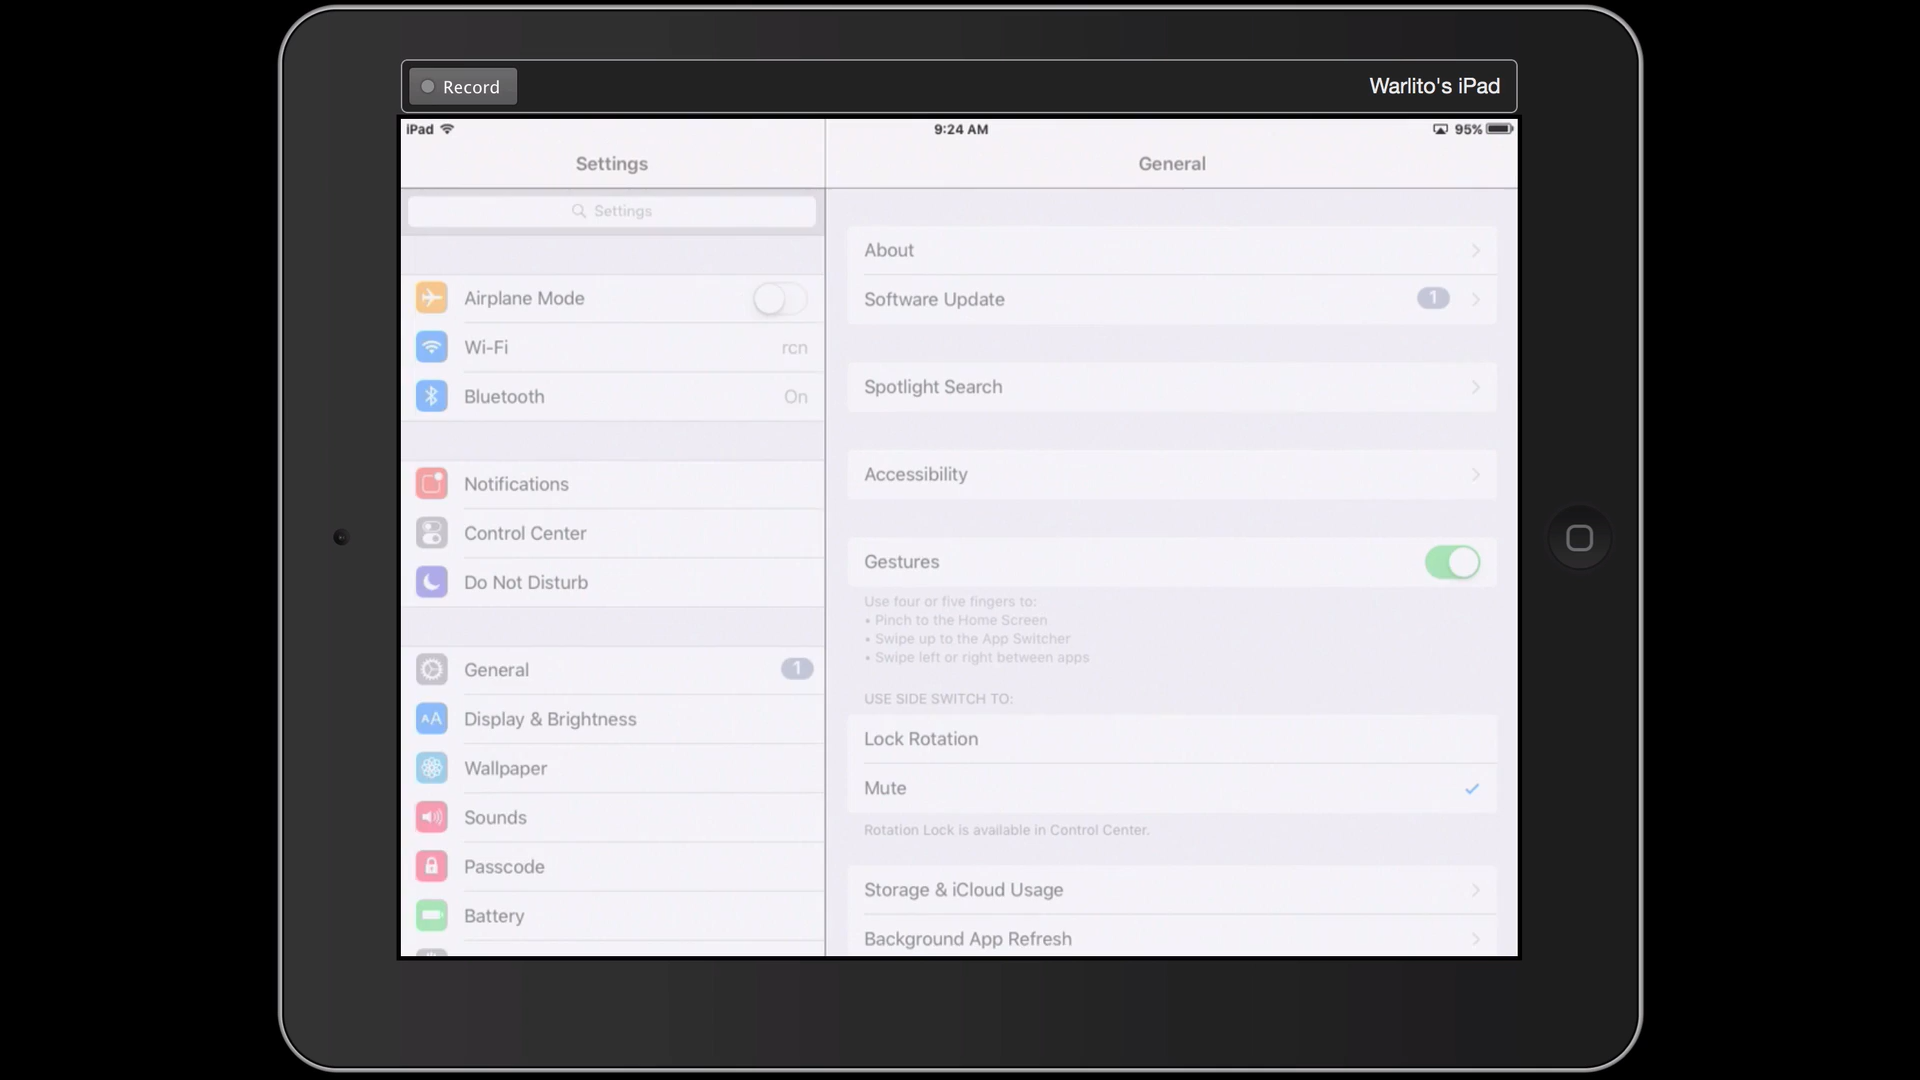 Record
Warlito's iPad
iPad
9:24 AM
95%
Settings
General
Settings
Airplane Mode
Wi-Fi
rcn
Bluetooth
On
Notifications
Control Center
Do Not Disturb
General
1
Display & Brightness
AA
Wallpaper
Sounds
Passcode
Battery
About
Software Update
1
Spotlight Search
Accessibility
Gestures
Use four or five fingers to:
• Pinch to the Home Screen
• Swipe up to the App Switcher
• Swipe left or right between apps
USE SIDE SWITCH TO:
Lock Rotation
Mute
Rotation Lock is available in Control Center.
Storage & iCloud Usage
Background App Refresh